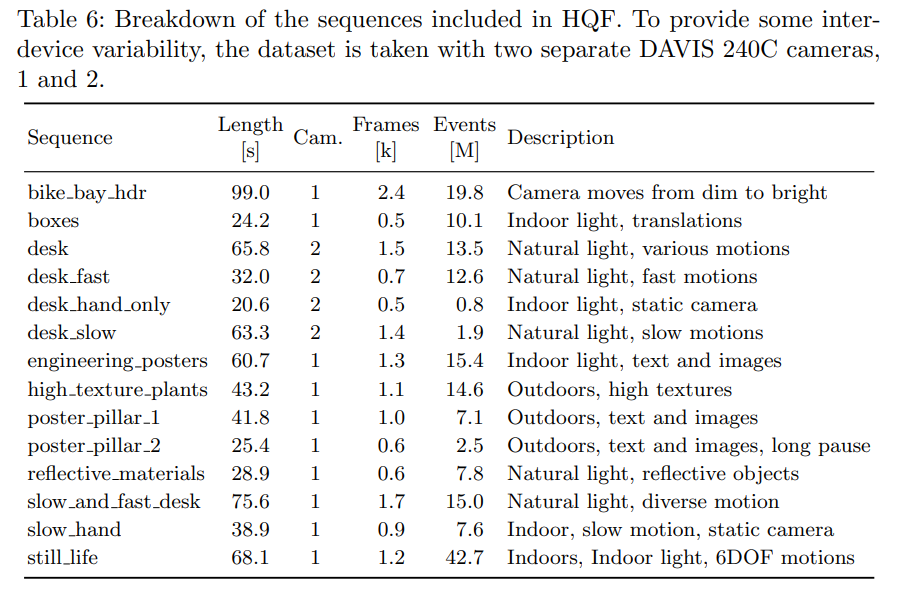 Table 6: Breakdown of the sequences included in HQF. To provide some inter-
device variability, the dataset is taken with two separate DAVIS 240C cameras,
1 and 2.
Sequence Length [s] Cam. Frames [k] Events [M] Description
bike_bay_hdr 99.0 1 2.4 19.8 Camera moves from dim to bright
boxes 24.2 1 0.5 10.1 Indoor light, translations
desk 65.8 2 1.5 13.5 Natural light, various motions
desk_fast 32.0 2 0.7 12.6 Natural light, fast motions
desk_hand_only 20.6 2 0.5 0.8 Indoor light, static camera
desk_slow 63.3 2 1.4 1.9 Natural light, slow motions
engineering_posters 60.7 1 1.3 15.4 Indoor light, text and images
high_texture_plants 43.2 1 1.1 14.6 Outdoors, high textures
poster_pillar_1 41.8 1 1.0 7.1 Outdoors, text and images
poster_pillar_2 25.4 1 0.6 2.5 Outdoors, text and images, long pause
reflective_materials 28.9 1 0.6 7.8 Natural light, reflective objects
slow_and_fast_desk 75.6 1 1.7 15.0 Natural light, diverse motion
slow_hand 38.9 1 0.9 7.6 Indoor, slow motion, static camera
still_life 68.1 1 1.2 42.7 Indoors, Indoor light, 6DOF motions